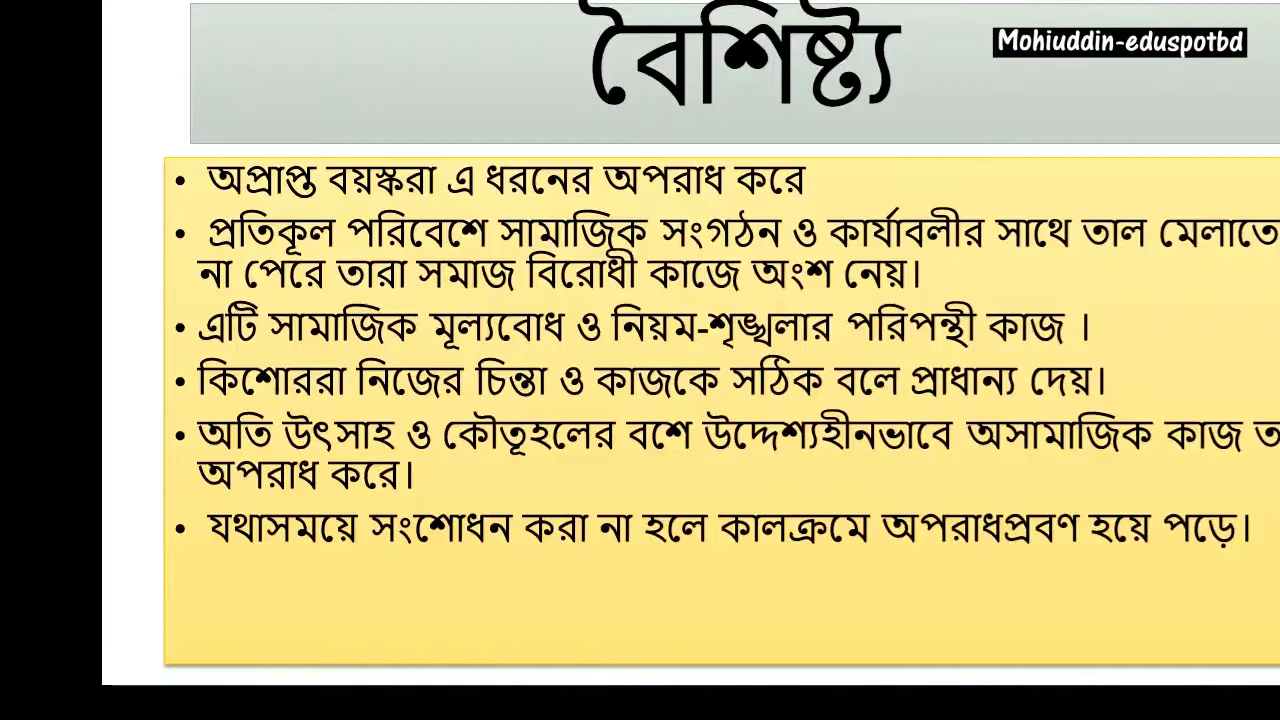 বৈশিষ্ট্য
Mohiuddin-eduspotbd
• অপ্রাপ্ত বয়স্করা এ ধরনের অপরাধ করে
• প্রতিকূল পরিবেশে সামাজিক সংগঠন ও কার্যাবলীর সাথে তাল মেলাতে
না পেরে তারা সমাজ বিরোধী কাজে অংশ নেয়।
• এটি সামাজিক মূল্যবোধ ও নিয়ম-শৃঙ্খলার পরিপন্থী কাজ ।
• কিশোররা নিজের চিন্তা ও কাজকে সঠিক বলে প্রাধান্য দেয়।
• অতি উৎসাহ ও কৌতূহলের বশে উদ্দেশ্যহীনভাবে অসামাজিক কাজ
অপরাধ করে।
• যথাসময়ে সংশোধন করা না হলে কালক্রমে অপরাধপ্রবণ হয়ে পড়ে।